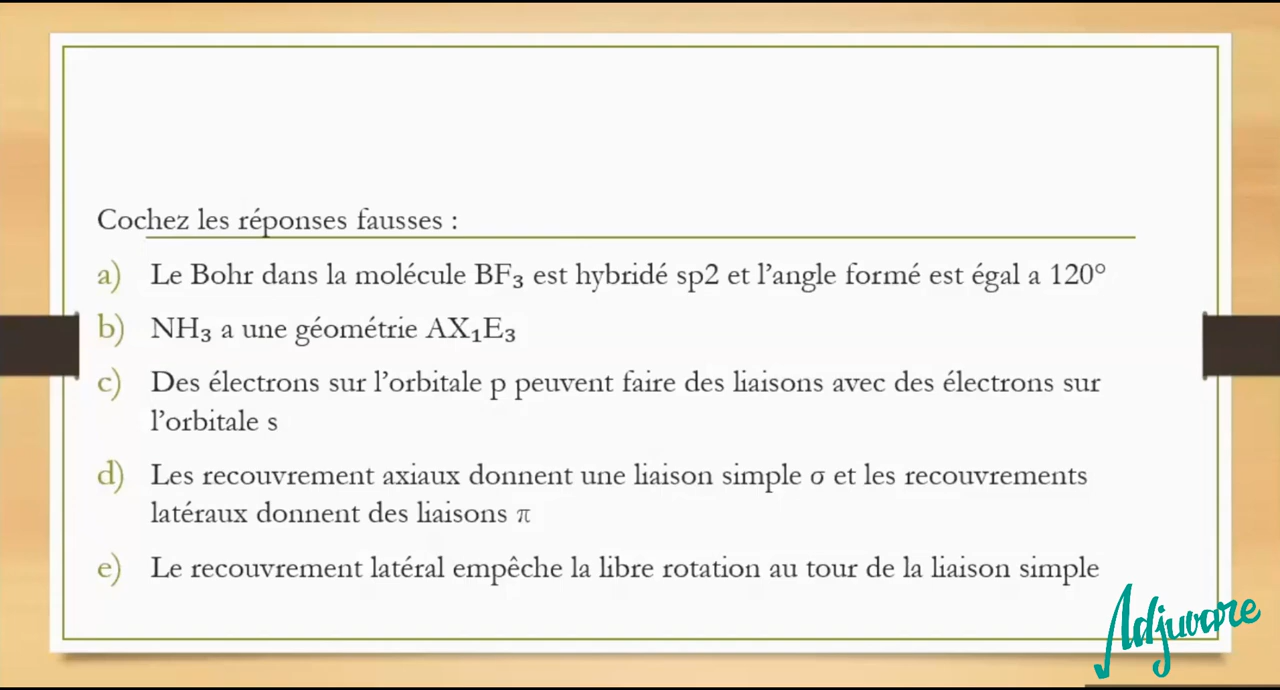 Cochez les réponses fausses :
a) Le Bohr dans la molécule BF₃ est hybridé sp2 et l’angle formé est égal a 120°
b) NH₃ a une géométrie AX₁E₃
c) Des électrons sur l’orbitale p peuvent faire des liaisons avec des électrons sur
l’orbitale s
d) Les recouvrement axiaux donnent une liaison simple σ et les recouvrements
latéraux donnent des liaisons π
e) Le recouvrement latéral empêche la libre rotation au tour de la liaison simple
Adjuvare